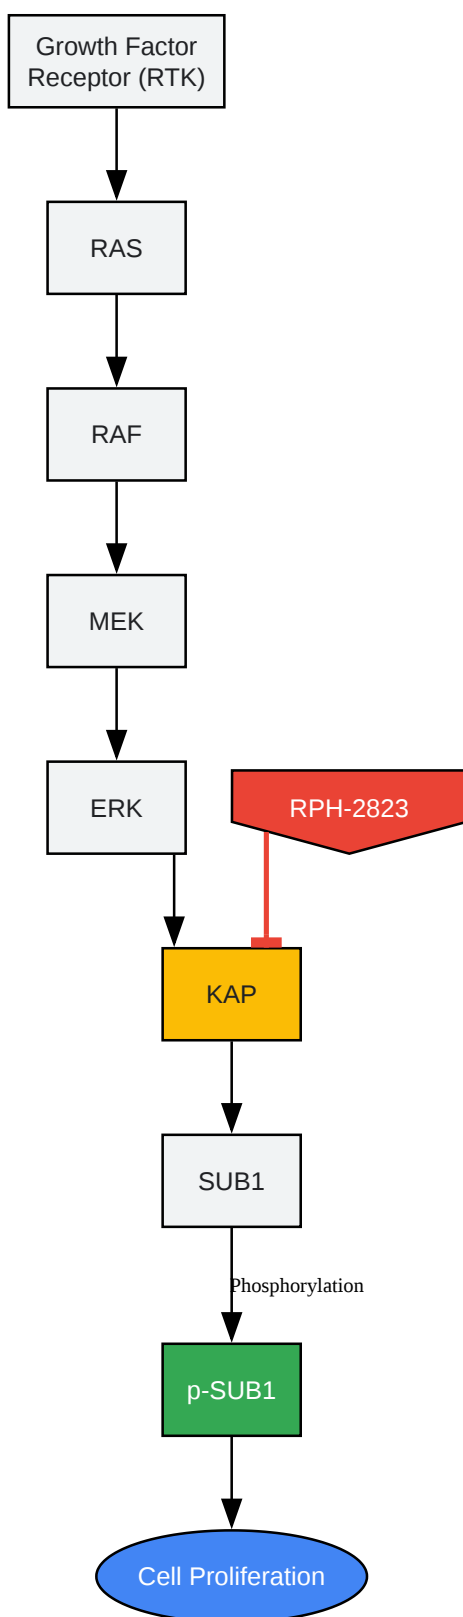 Growth Factor
Receptor (RTK)
RAS
RAF
MEK
ERK
RPH-2823
KAP
SUB1
Phosphorylation
p-SUB1
Cell Proliferation